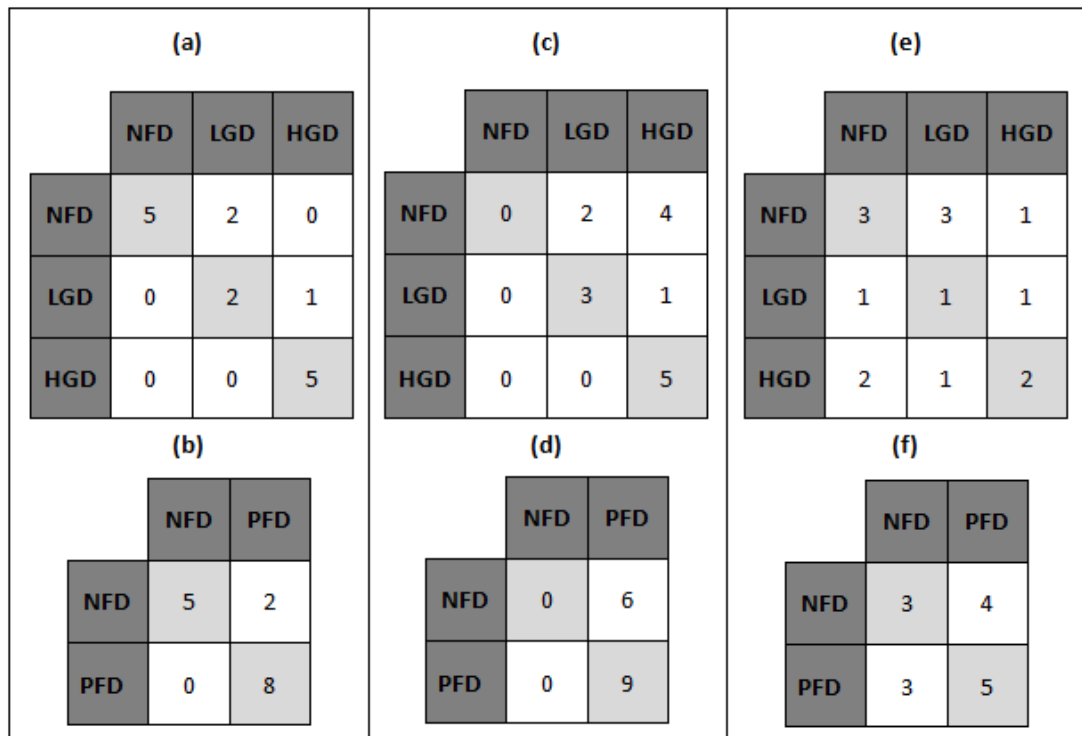 (a)
NFD LGD HGD
NFD 5 2 0
LGD 0 2 1
HGD 0 0 5
(b)
NFD PFD
NFD 5 2
PFD 0 8
(c)
NFD LGD HGD
NFD 0 2 4
LGD 0 3 1
HGD 0 0 5
(d)
NFD PFD
NFD 0 6
PFD 0 9
(e)
NFD LGD HGD
NFD 3 3 1
LGD 1 1 1
HGD 2 1 2
(f)
NFD PFD
NFD 3 4
PFD 3 5